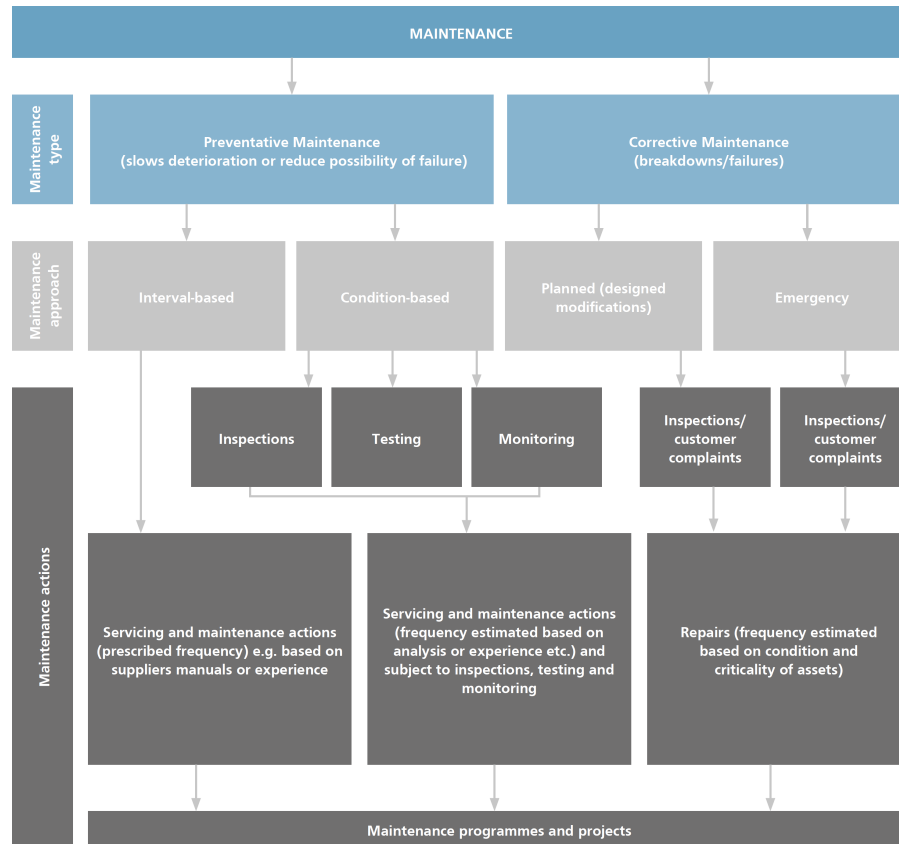 MAINTENANCE
Maintenance
type
Preventative Maintenance
(slows deterioration or reduce possibility of failure)
Corrective Maintenance
(breakdowns/failures)
Maintenance
approach
Interval-based
Condition-based
Planned (designed
modifications)
Emergency
Maintenance actions
Inspections
Testing
Monitoring
Inspections/
customer
complaints
Inspections/
customer
complaints
Servicing and maintenance actions
(prescribed frequency) e.g. based on
suppliers manuals or experience
Servicing and maintenance actions
(frequency estimated based on
analysis or experience etc.) and
subject to inspections, testing and
monitoring
Repairs (frequency estimated
based on condition and
criticality of assets)
Maintenance programmes and projects